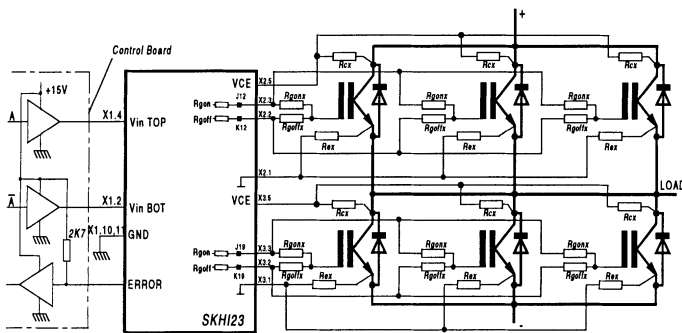 Control Board
+
VCE
X2.5
Rcx
Rcx
Rcx
+15V
Rgon
J12
X2.3
Rgonx
Rgonx
Rgonx
A
X1.4
Vin TOP
Rgoff
K12
X2.2
Rgoffx
Rgoffx
Rgoffx
Rex
Rex
Rex
X2.1
A
X1.2
Vin BOT
VCE
X3.5
LOAD
Rcx
Rcx
Rcx
2K7
X1.10,11
GND
Rgon
J19
X3.3
Rgonx
Rgonx
Rgonx
Rgoff
K19
X3.2
Rgoffx
Rgoffx
Rgoffx
ERROR
X3.1
Rex
Rex
Rex
SKHI23
-